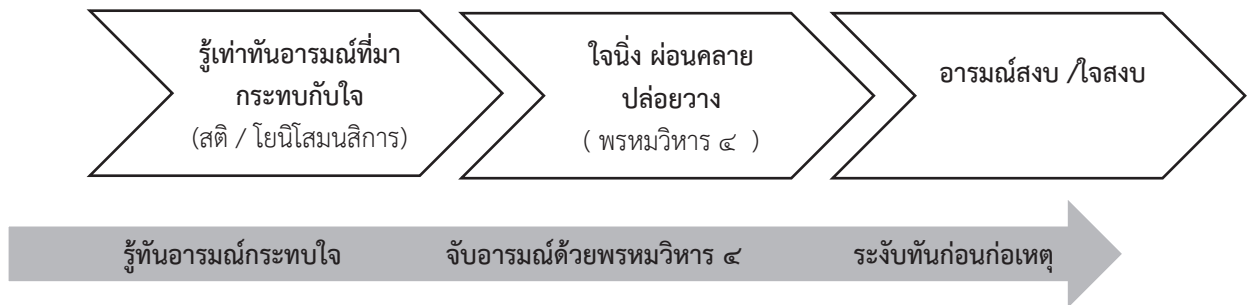 รู้เท่าทันอารมณ์ที่มา
กระทบกับใจ
(สติ / โยนิโสมนสิการ)
ใจนิ่ง ผ่อนคลาย
ปล่อยวาง
( พรหมวิหาร ๔ )
อารมณ์สงบ /ใจสงบ
รู้ทันอารมณ์กระทบใจ
จับอารมณ์ด้วยพรหมวิหาร ๔
ระงับทันก่อนก่อเหตุ